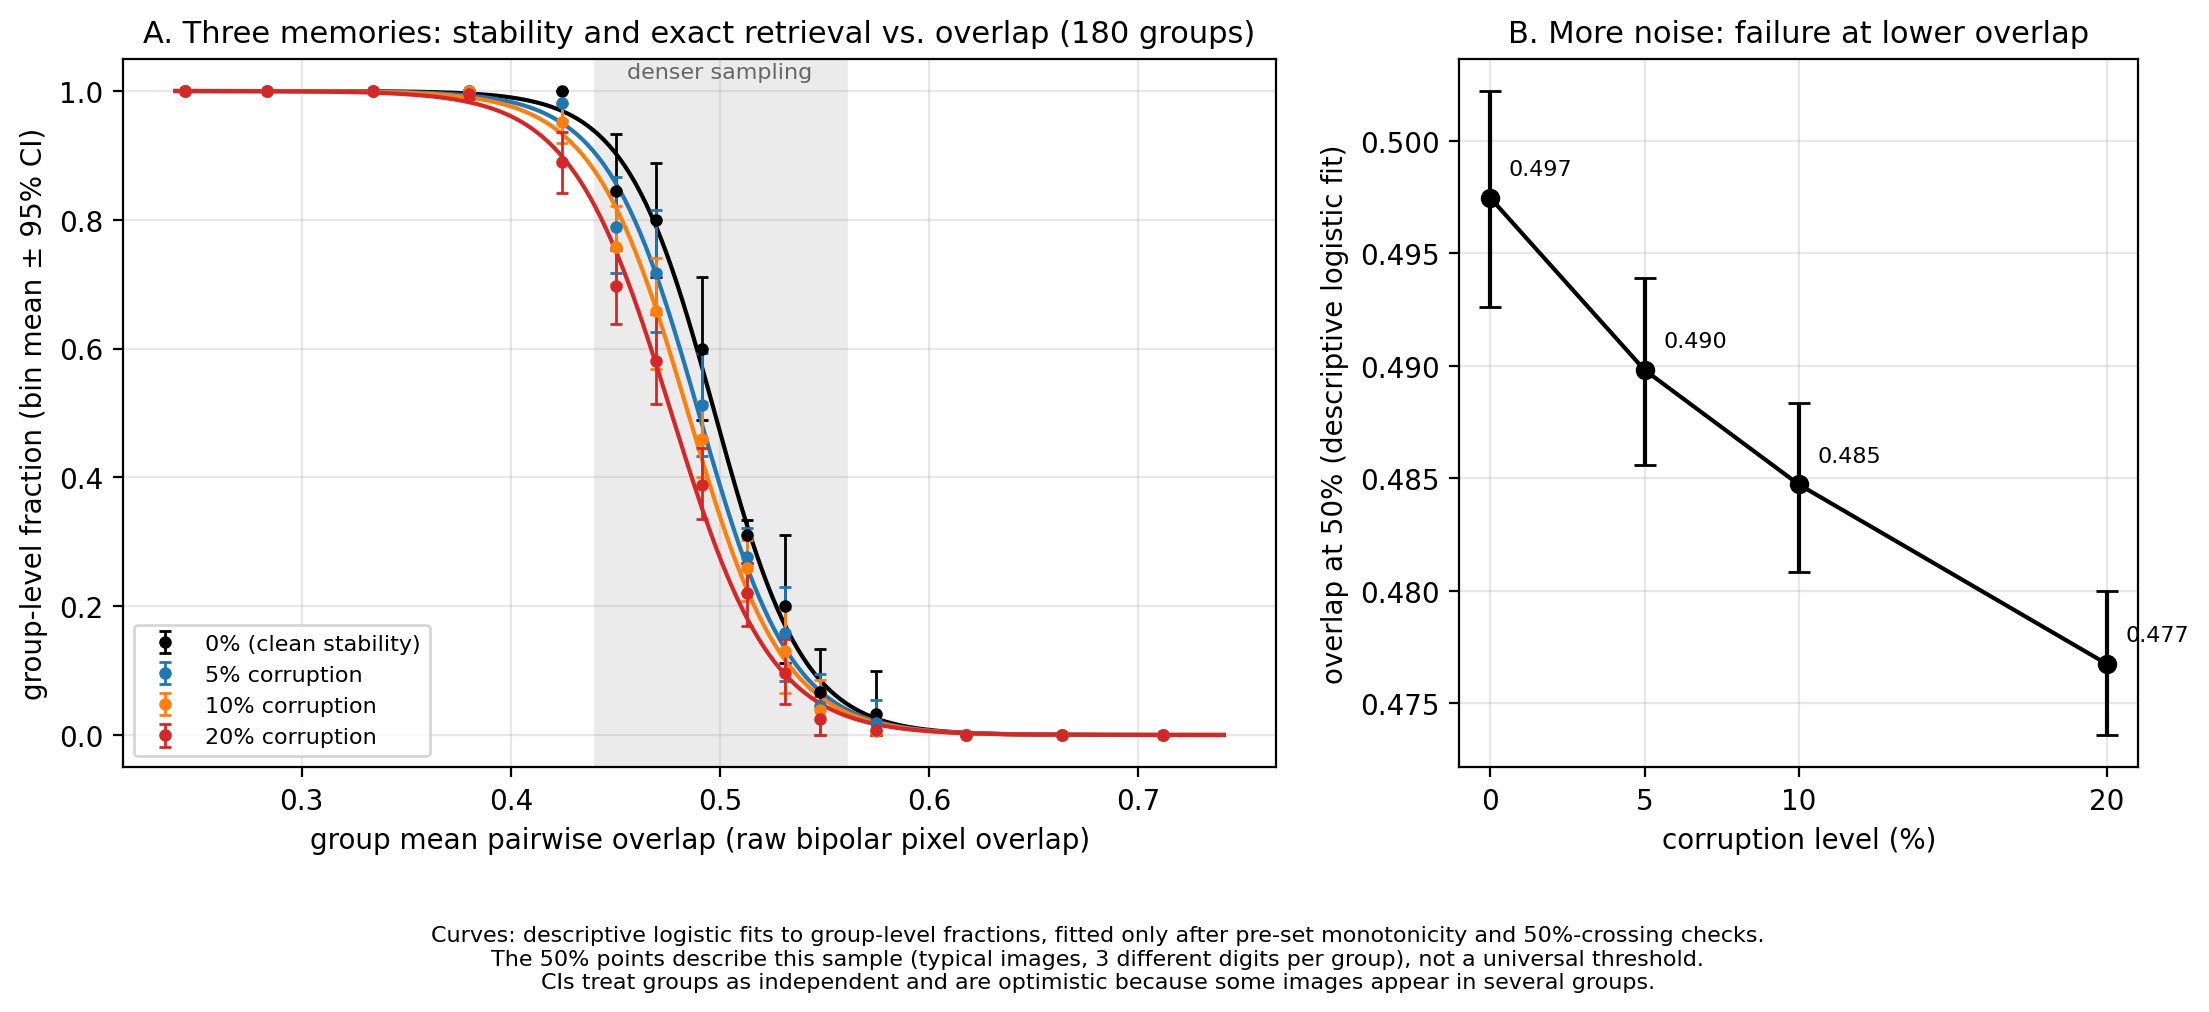 A. Three memories: stability and exact retrieval vs. overlap (180 groups)
denser sampling
group-level fraction (bin mean ± 95% CI)
1.0
0.8
0.6
0.4
0.2
0.0
0% (clean stability)
5% corruption
10% corruption
20% corruption
0.3 0.4 0.5 0.6 0.7
group mean pairwise overlap (raw bipolar pixel overlap)
B. More noise: failure at lower overlap
overlap at 50% (descriptive logistic fit)
0.500
0.495
0.490
0.485
0.480
0.475
0.497
0.490
0.485
0.477
0 5 10 20
corruption level (%)
Curves: descriptive logistic fits to group-level fractions, fitted only after pre-set monotonicity and 50%-crossing checks.
The 50% points describe this sample (typical images, 3 different digits per group), not a universal threshold.
CIs treat groups as independent and are optimistic because some images appear in several groups.